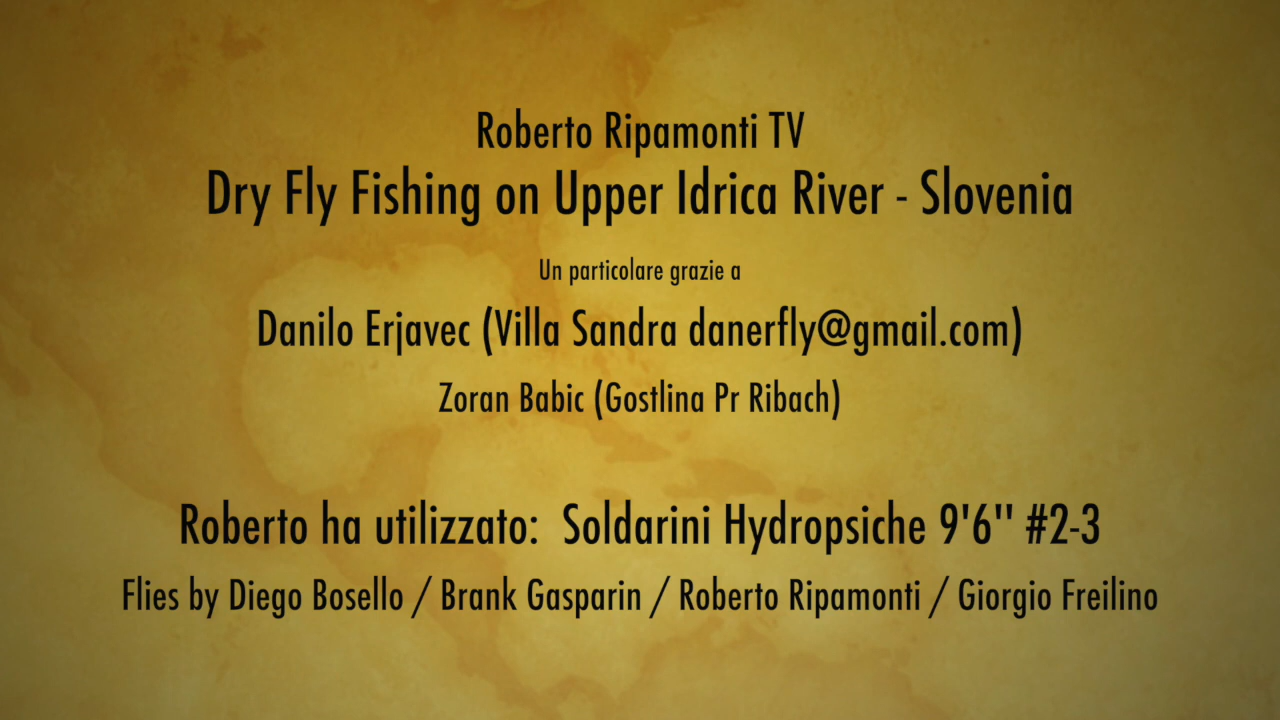 Roberto Ripamonti TV
Dry Fly Fishing on Upper Idrica River - Slovenia
Un particolare grazie a
Danilo Erjavec (Villa Sandra danerfly@gmail.com)
Zoran Babic (Gostlina Pr Ribach)
Roberto ha utilizzato:  Soldarini Hydropsiche 9'6'' #2-3
Flies by Diego Bosello / Brank Gasparin / Roberto Ripamonti / Giorgio Freilino